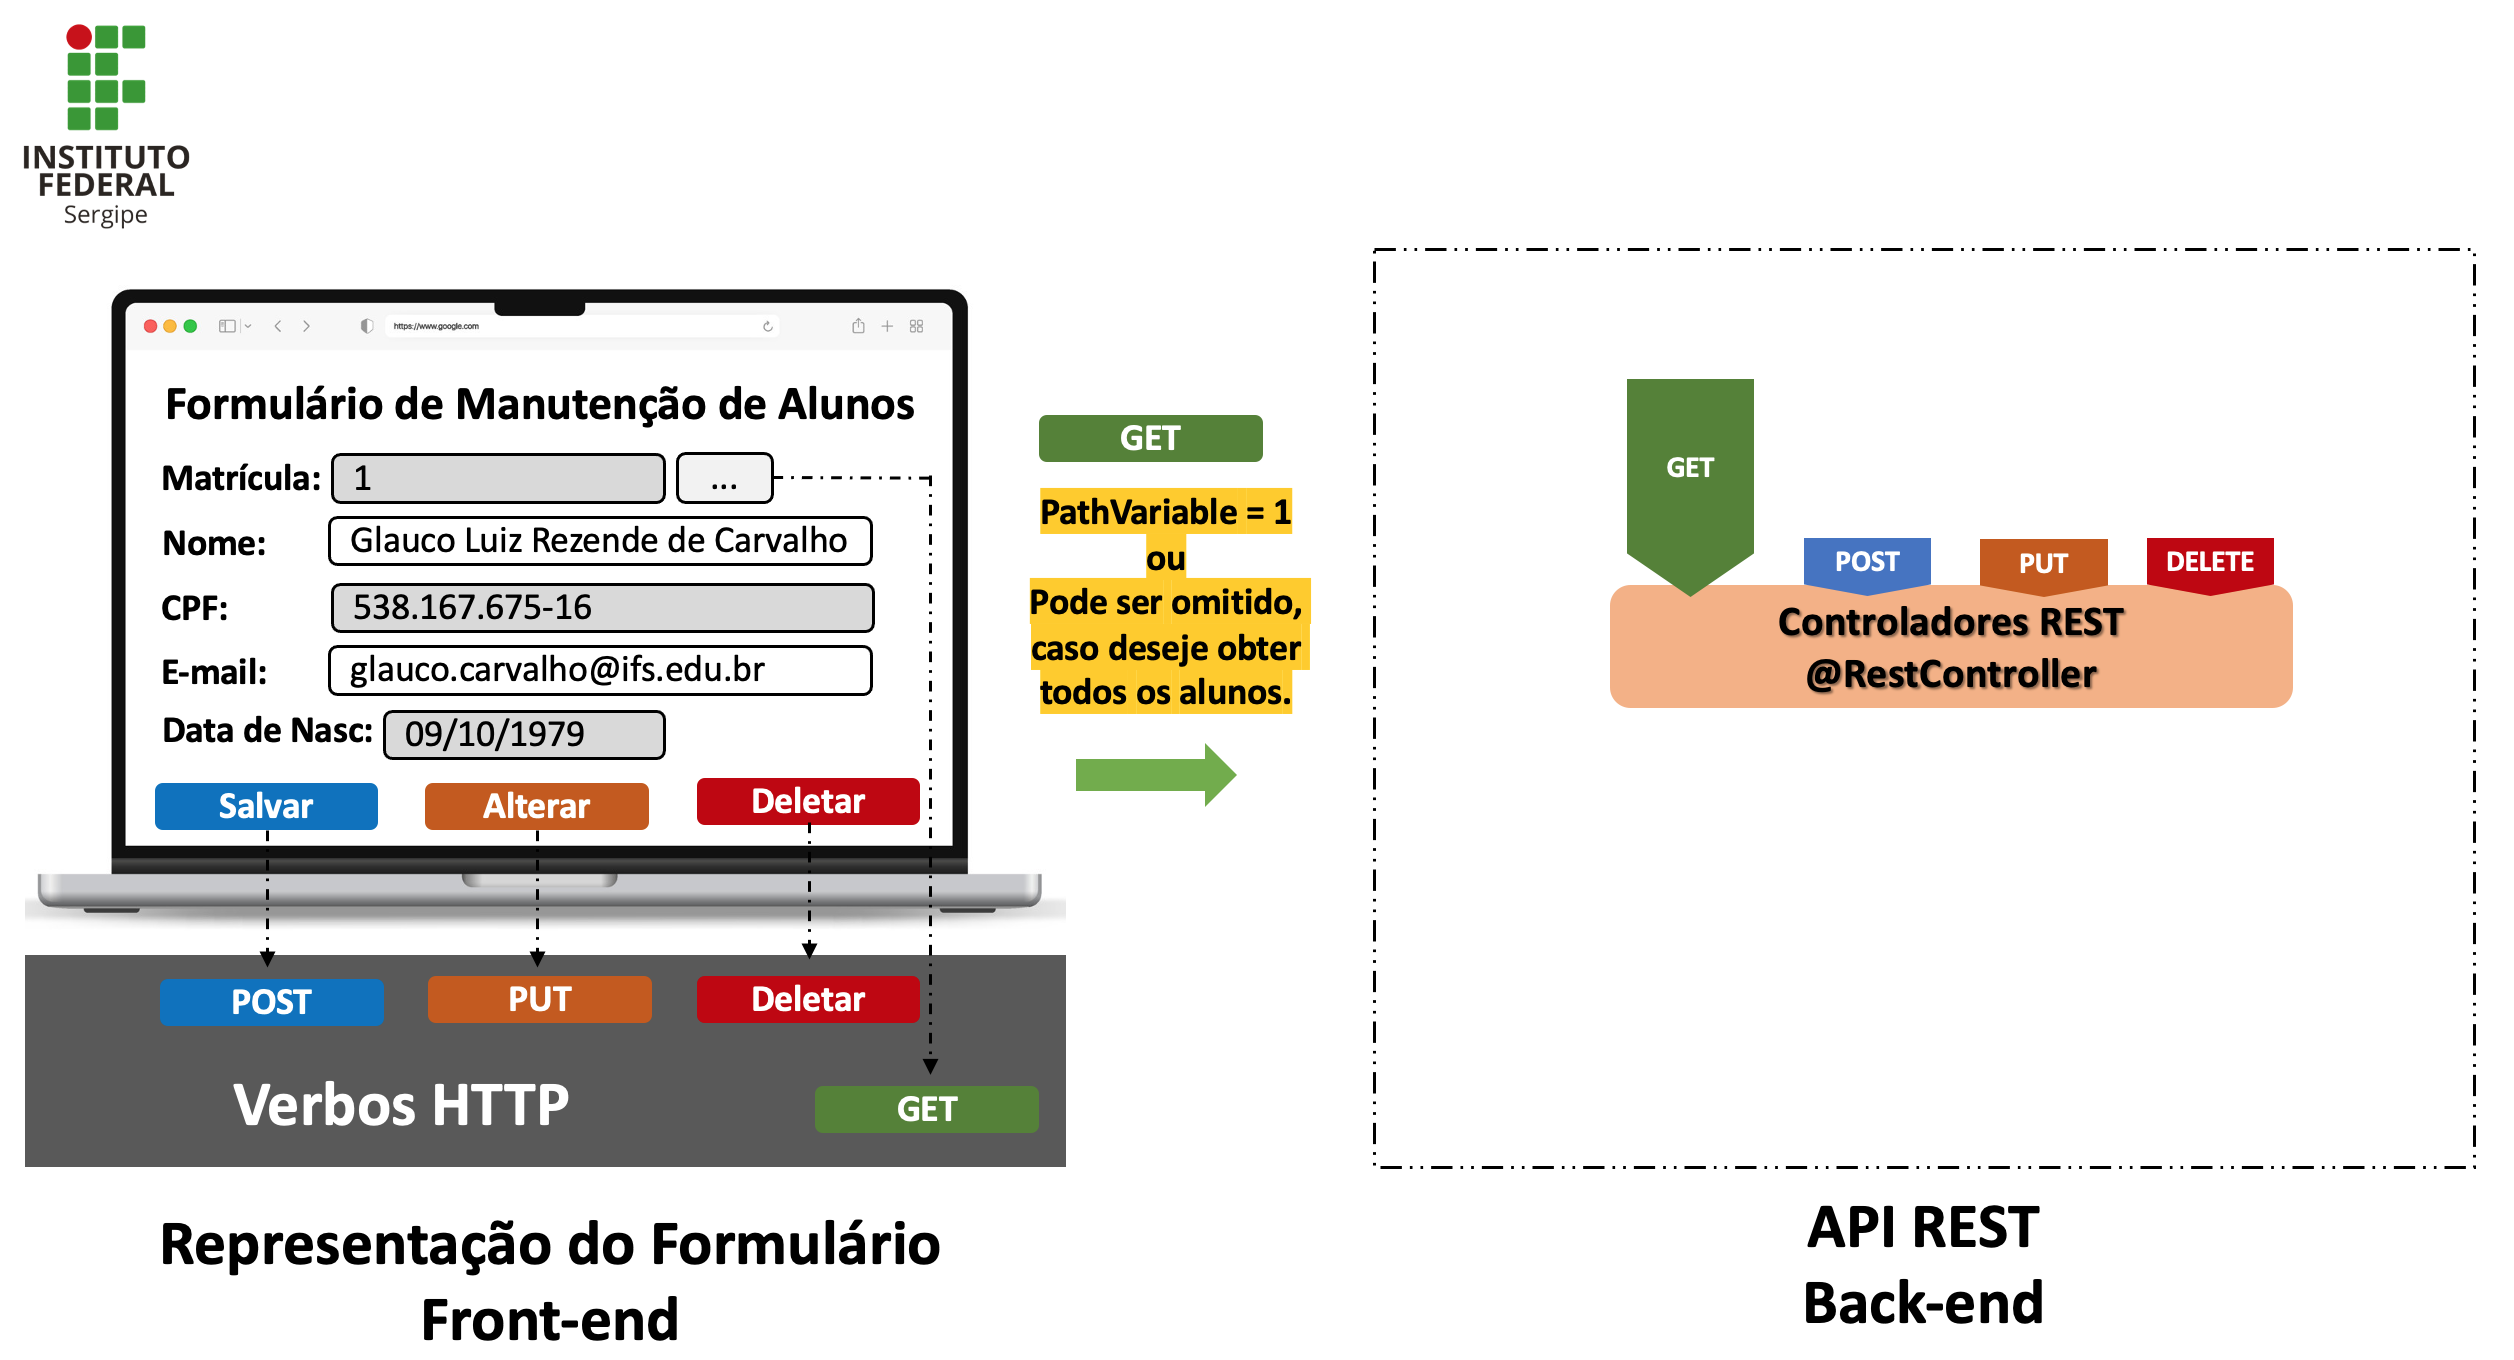 INSTITUTO
FEDERAL
Sergipe
https://www.google.com
Formulário de Manutenção de Alunos
Matrícula: 1 ...
Nome: Glauco Luiz Rezende de Carvalho
CPF: 538.167.675-16
E-mail: glauco.carvalho@ifs.edu.br
Data de Nasc: 09/10/1979
Salvar Alterar Deletar
POST PUT Deletar
Verbos HTTP GET
Representação do Formulário
Front-end
GET
PathVariable = 1
ou
Pode ser omitido,
caso deseje obter
todos os alunos.
GET
POST PUT DELETE
Controladores REST
@RestController
API REST
Back-end